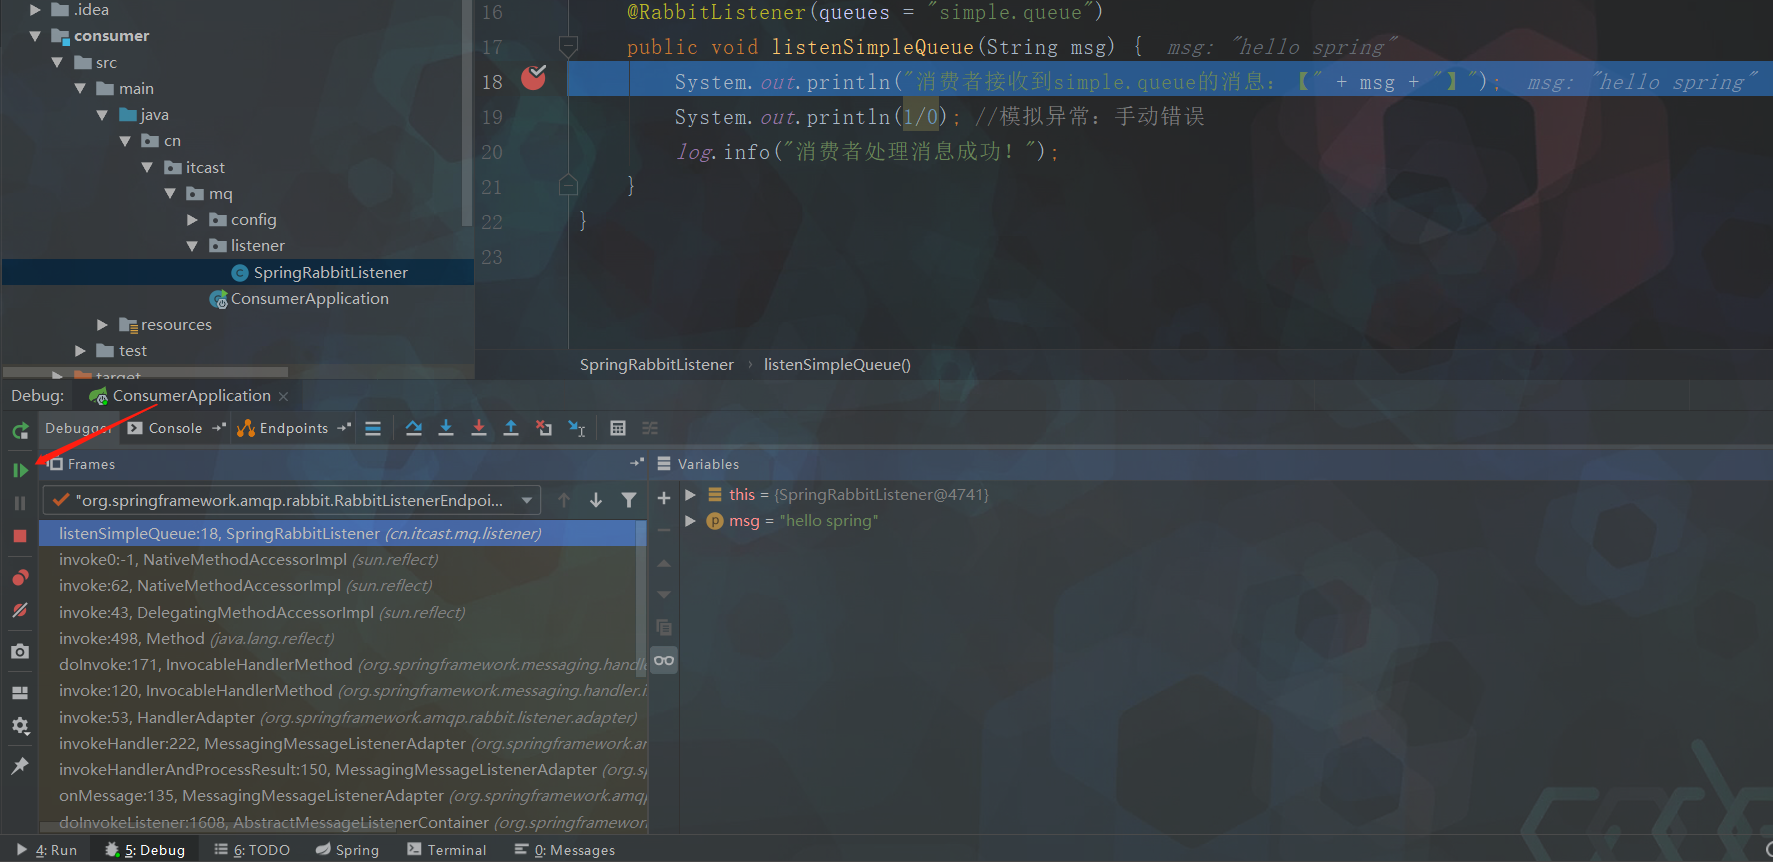 .idea
consumer
src
main
java
cn
itcast
mq
config
listener
SpringRabbitListener
ConsumerApplication
resources
test
target
16 @RabbitListener(queues = "simple.queue")
17 public void listenSimpleQueue(String msg) { msg: "hello spring"
18 System.out.println("消费者接收到simple.queue的消息：【" + msg + "】"); msg: "hello spring"
19 System.out.println(1/0); //模拟异常：手动错误
20 log.info("消费者处理消息成功！");
21 }
22 }
23
SpringRabbitListener › listenSimpleQueue()
Debug: ConsumerApplication
Debugger Console Endpoints
Frames Variables
"org.springframework.amqp.rabbit.RabbitListenerEndpoi...
this = {SpringRabbitListener@4741}
msg = "hello spring"
listenSimpleQueue:18, SpringRabbitListener (cn.itcast.mq.listener)
invoke0:-1, NativeMethodAccessorImpl (sun.reflect)
invoke:62, NativeMethodAccessorImpl (sun.reflect)
invoke:43, DelegatingMethodAccessorImpl (sun.reflect)
invoke:498, Method (java.lang.reflect)
doInvoke:171, InvocableHandlerMethod (org.springframework.messaging.handle
invoke:120, InvocableHandlerMethod (org.springframework.messaging.handler.i
invoke:53, HandlerAdapter (org.springframework.amqp.rabbit.listener.adapter)
invokeHandler:222, MessagingMessageListenerAdapter (org.springframework.am
invokeHandlerAndProcessResult:150, MessagingMessageListenerAdapter (org.sp
onMessage:135, MessagingMessageListenerAdapter (org.springframework.amqp
doInvokeListener:1608, AbstractMessageListenerContainer (org.springframework
4: Run 5: Debug 6: TODO Spring Terminal 0: Messages